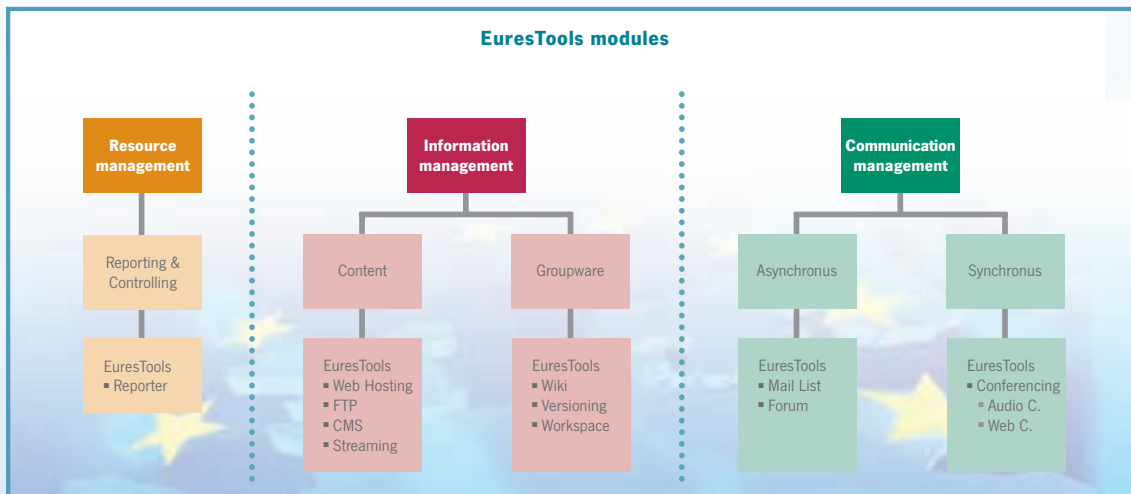 EuresTools modules
Resource
management
Information
management
Communication
management
Reporting &
Controlling
Content
Groupware
Asynchronus
Synchronus
EuresTools
▪ Reporter
EuresTools
▪ Web Hosting
▪ FTP
▪ CMS
▪ Streaming
EuresTools
▪ Wiki
▪ Versioning
▪ Workspace
EuresTools
▪ Mail List
▪ Forum
EuresTools
▪ Conferencing
▪ Audio C.
▪ Web C.